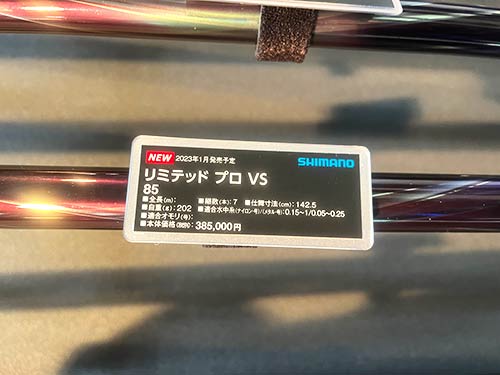 NEW 2023年1月発売予定 SHIMANO
リミテッド プロ VS
85
■全長(m): ■継数(本):7 ■仕舞寸法(cm):142.5
■自重(g):202 ■適合水中糸(ナイロン号)/(メタル号):0.15~1/0.05~0.25
■適合オモリ(号):
■本体価格(税別):385,000円